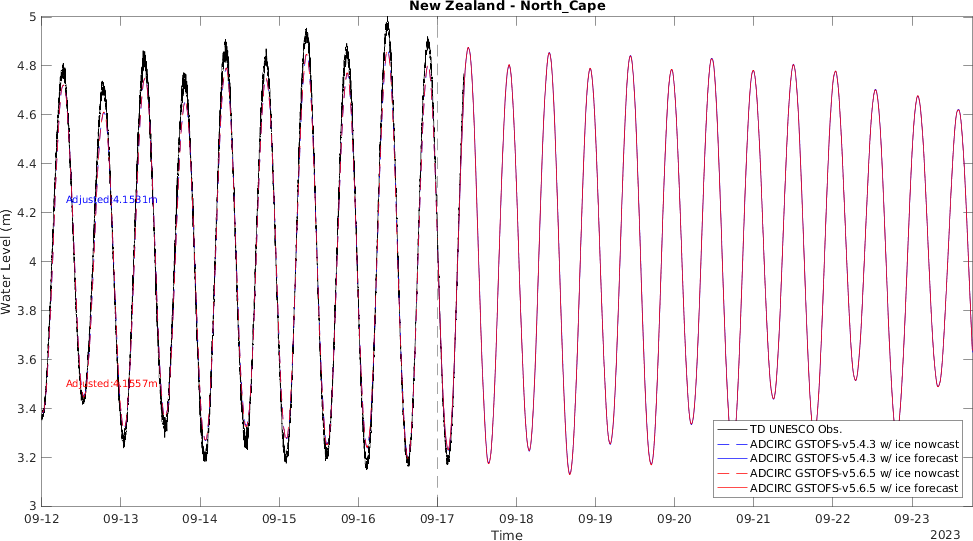 New Zealand - North_Cape
Water Level (m)
5
4.8
4.6
4.4
4.2
4
3.8
3.6
3.4
3.2
3
Adjusted:4.1531m
Adjusted:4.1557m
TD UNESCO Obs.
ADCIRC GSTOFS-v5.4.3 w/ ice nowcast
ADCIRC GSTOFS-v5.4.3 w/ ice forecast
ADCIRC GSTOFS-v5.6.5 w/ ice nowcast
ADCIRC GSTOFS-v5.6.5 w/ ice forecast
09-12 09-13 09-14 09-15 09-16 09-17 09-18 09-19 09-20 09-21 09-22 09-23
Time
2023